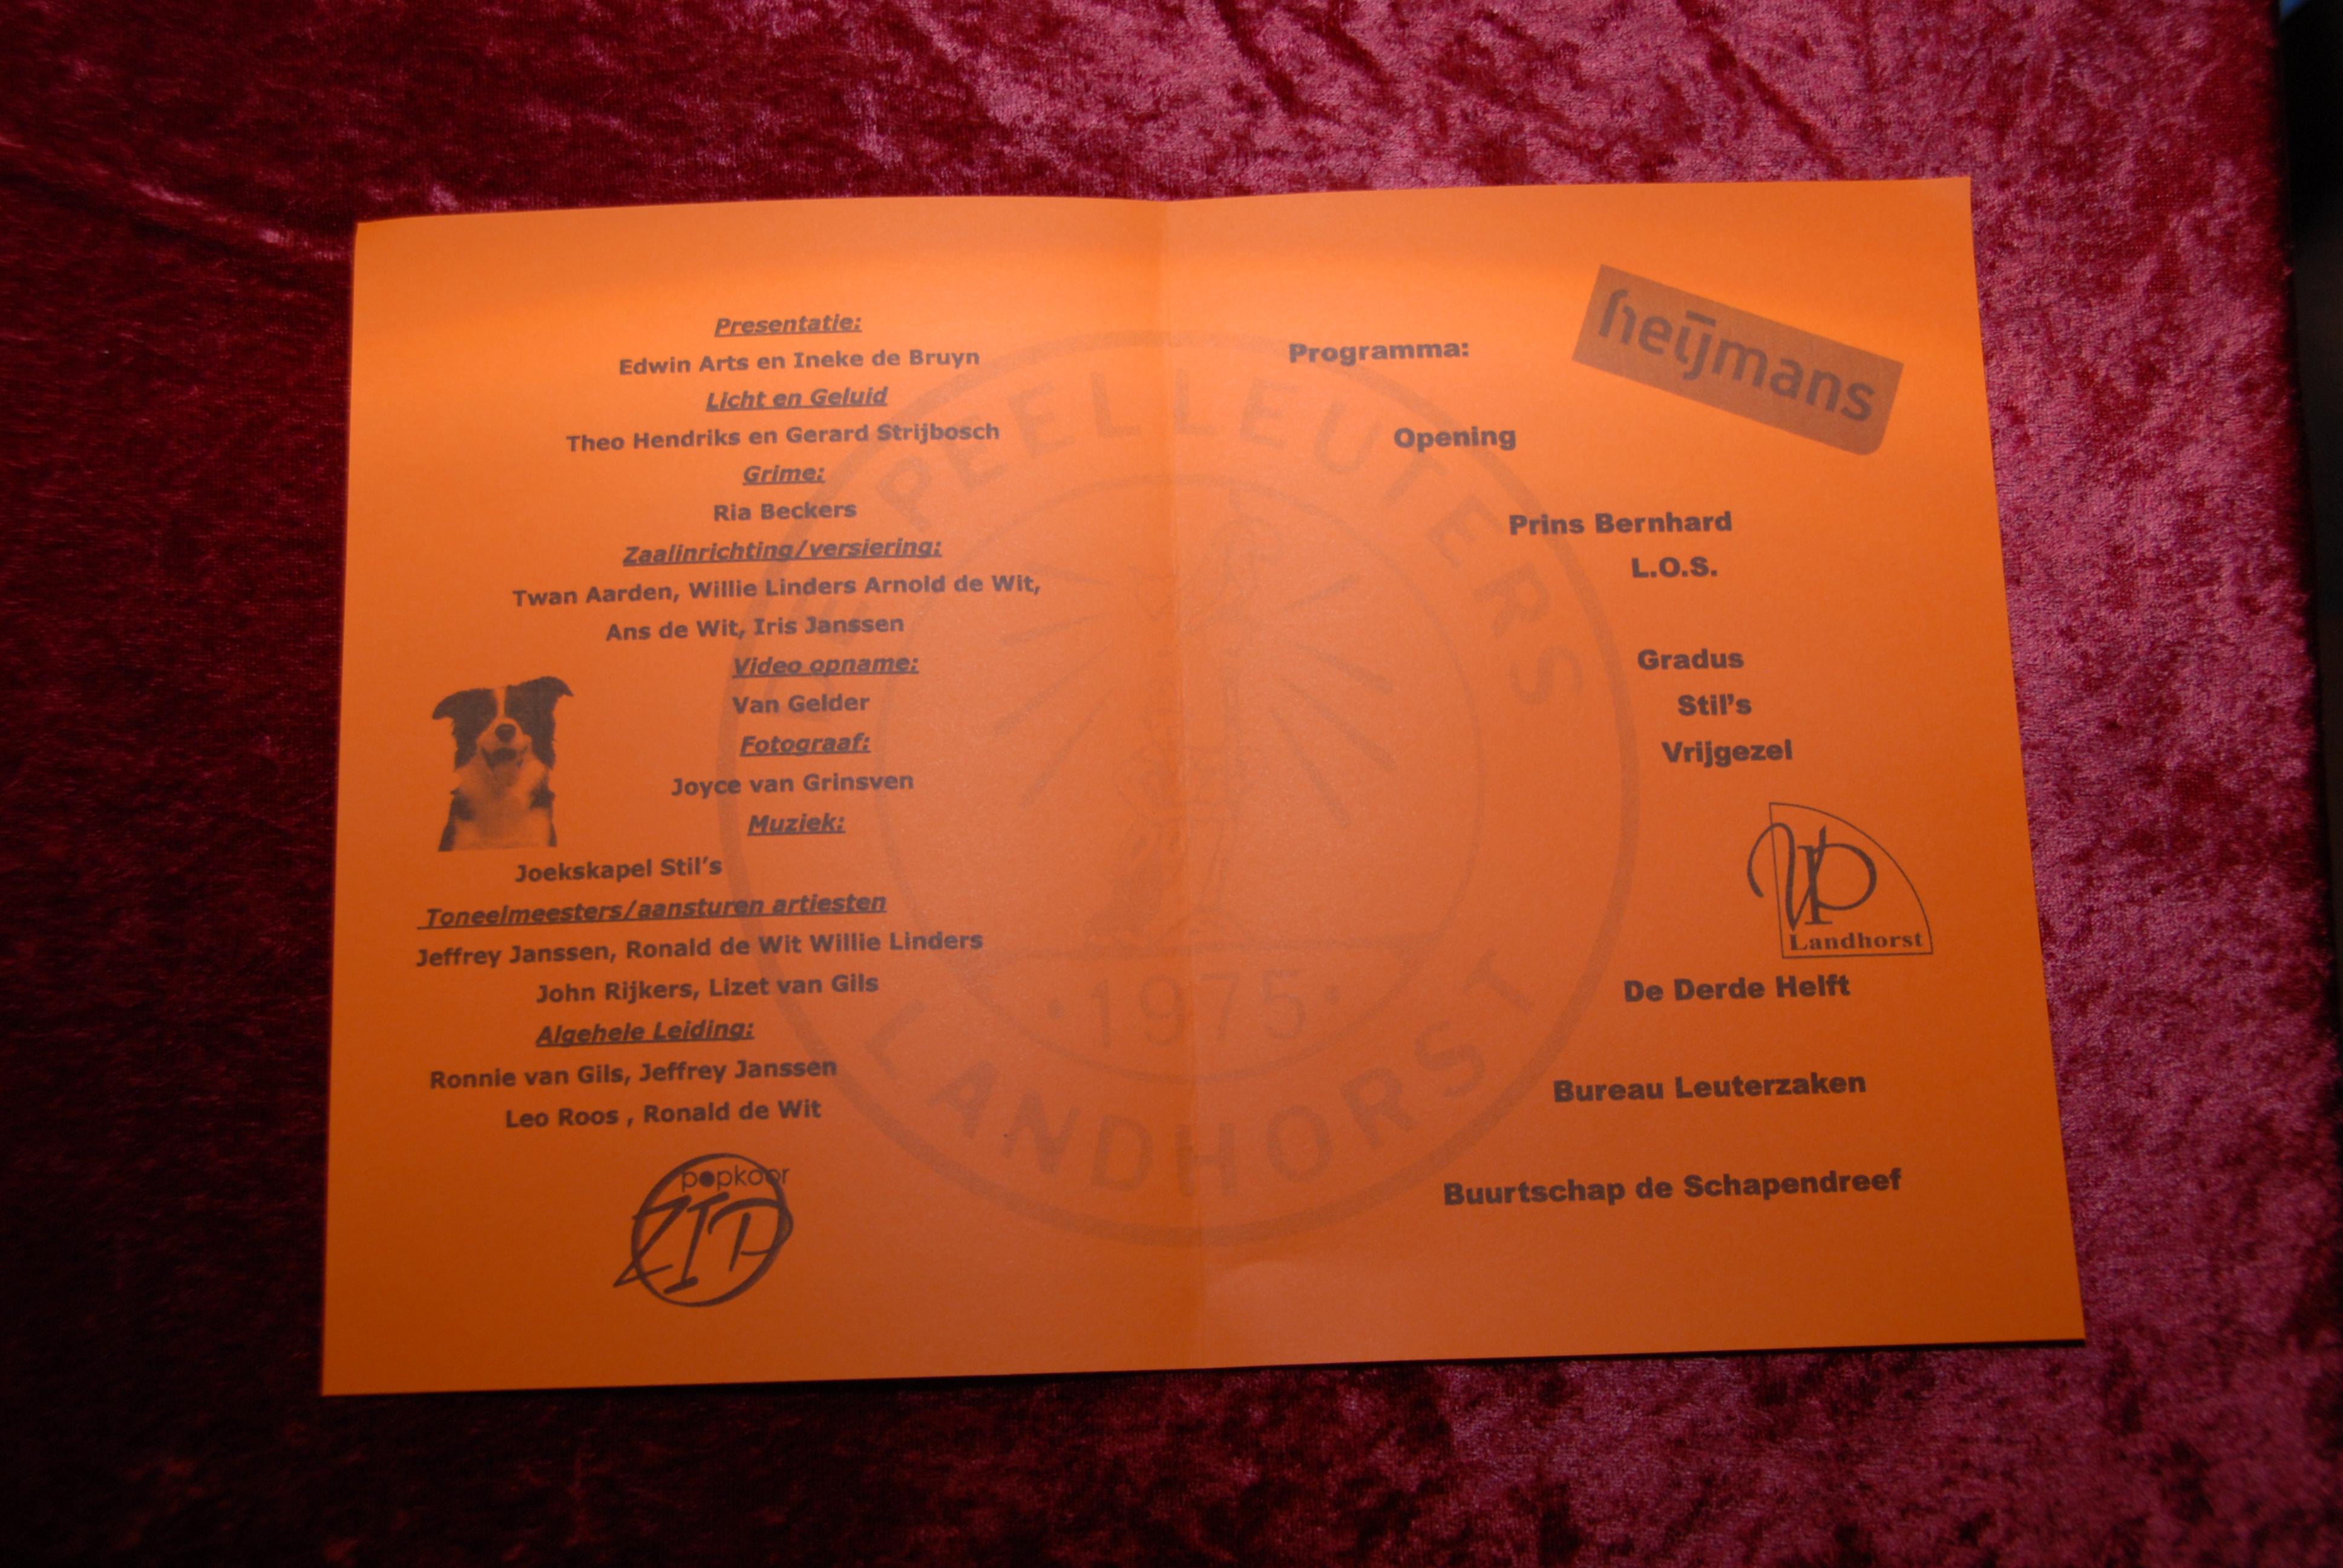 Presentatie:
Edwin Arts en Ineke de Bruyn
Licht en Geluid
Theo Hendriks en Gerard Strijbosch
Grime:
Ria Beckers
Zaalinrichting/versiering:
Twan Aarden, Willie Linders Arnold de Wit,
Ans de Wit, Iris Janssen
Video opname:
Van Gelder
Fotograaf:
Joyce van Grinsven
Muziek:
Joekskapel Stil's
Toneelmeesters/aansturen artiesten
Jeffrey Janssen, Ronald de Wit Willie Linders
John Rijkers, Lizet van Gils
Algehele Leiding:
Ronnie van Gils, Jeffrey Janssen
Leo Roos , Ronald de Wit
popkoor
ZIP
DE PEELLEUTERS
1975
LANDHORST
heijmans
Programma:
Opening
Prins Bernhard
L.O.S.
Gradus
Stil's
Vrijgezel
Landhorst
De Derde Helft
Bureau Leuterzaken
Buurtschap de Schapendreef